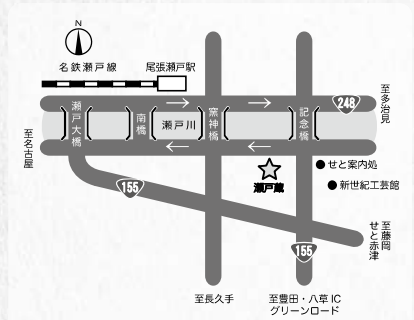 N
名鉄瀬戸線
尾張瀬戸駅
至多治見
248
瀬戸大橋
南橋
瀬戸川
窯神橋
記念橋
至名古屋
せと案内処
瀬戸蔵
新世紀工芸館
155
至藤岡
せと赤津
155
至長久手
至豊田・八草IC
グリーンロード